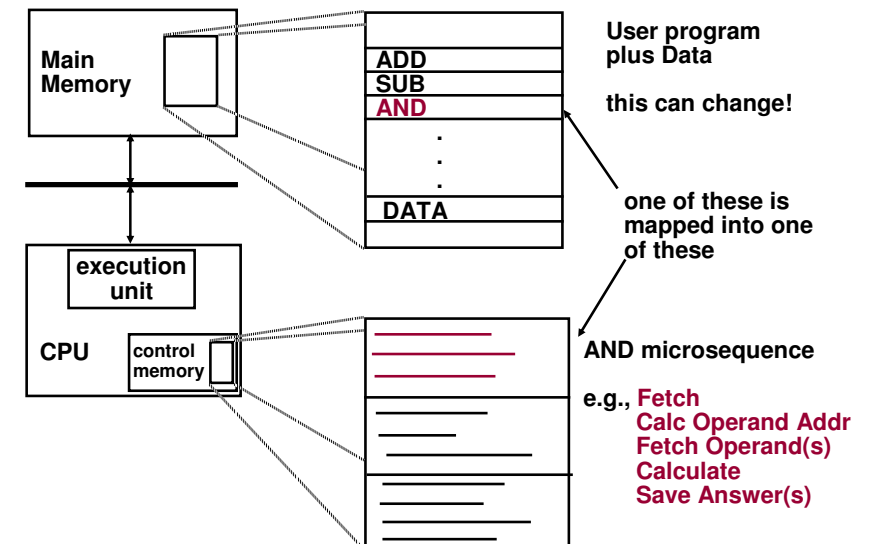 Main
Memory
ADD
SUB
AND
.
.
.
DATA
User program
plus Data
this can change!
one of these is
mapped into one
of these
execution
unit
CPU
control
memory
AND microsequence
e.g., Fetch
Calc Operand Addr
Fetch Operand(s)
Calculate
Save Answer(s)